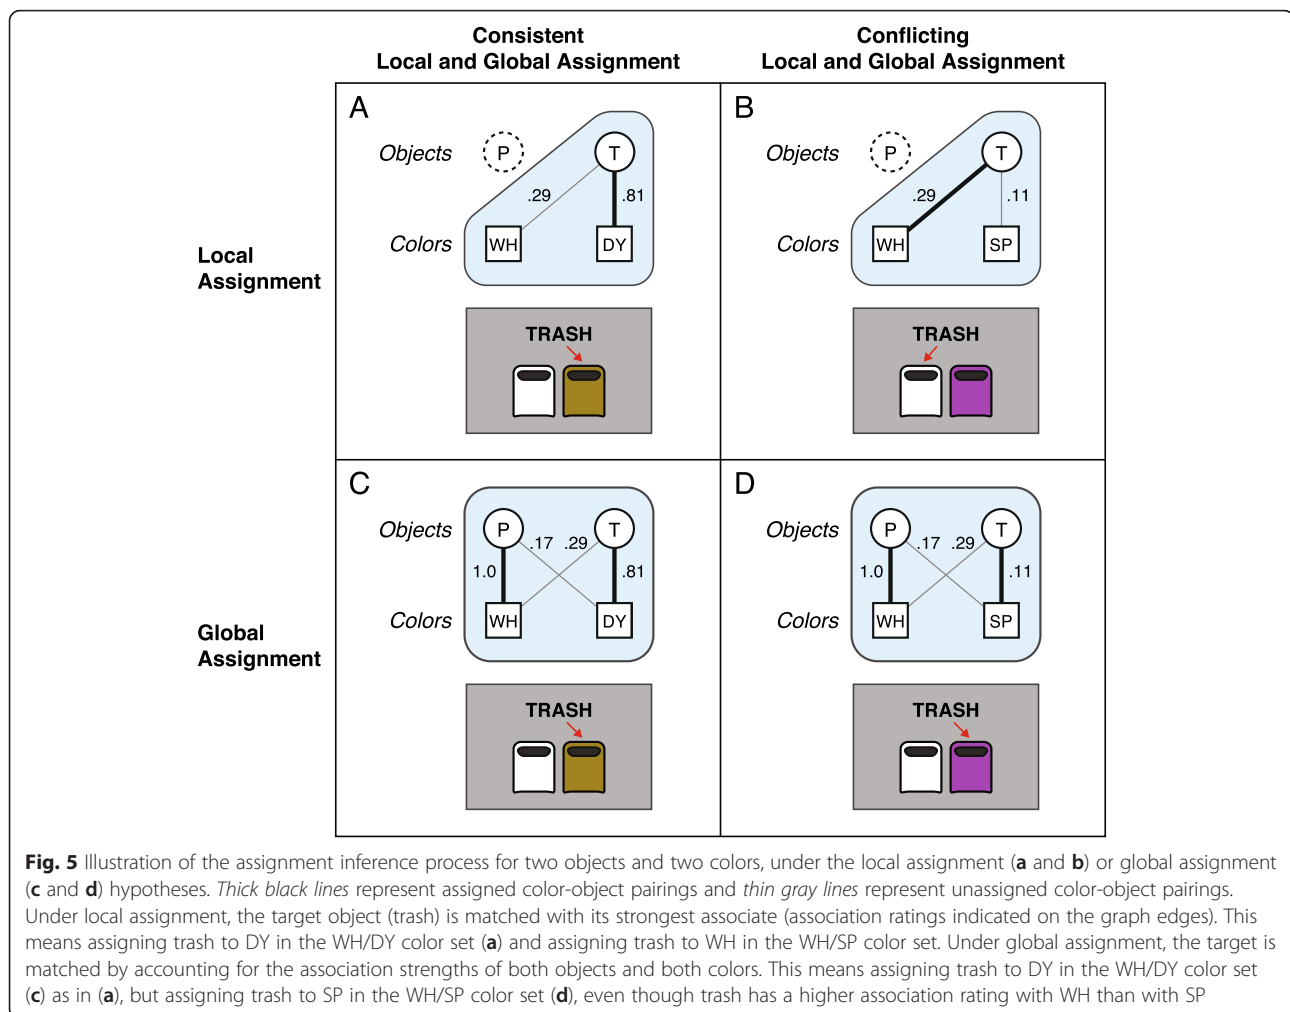 Consistent
Local and Global Assignment
Conflicting
Local and Global Assignment
Local
Assignment
A
Objects
P
T
.29
.81
Colors
WH
DY
TRASH
B
Objects
P
T
.29
.11
Colors
WH
SP
TRASH
Global
Assignment
C
Objects
P
T
.17
.29
1.0
.81
Colors
WH
DY
TRASH
D
Objects
P
T
.17
.29
1.0
.11
Colors
WH
SP
TRASH
Fig. 5 Illustration of the assignment inference process for two objects and two colors, under the local assignment (a and b) or global assignment
(c and d) hypotheses. Thick black lines represent assigned color-object pairings and thin gray lines represent unassigned color-object pairings.
Under local assignment, the target object (trash) is matched with its strongest associate (association ratings indicated on the graph edges). This
means assigning trash to DY in the WH/DY color set (a) and assigning trash to WH in the WH/SP color set. Under global assignment, the target is
matched by accounting for the association strengths of both objects and both colors. This means assigning trash to DY in the WH/DY color set
(c) as in (a), but assigning trash to SP in the WH/SP color set (d), even though trash has a higher association rating with WH than with SP